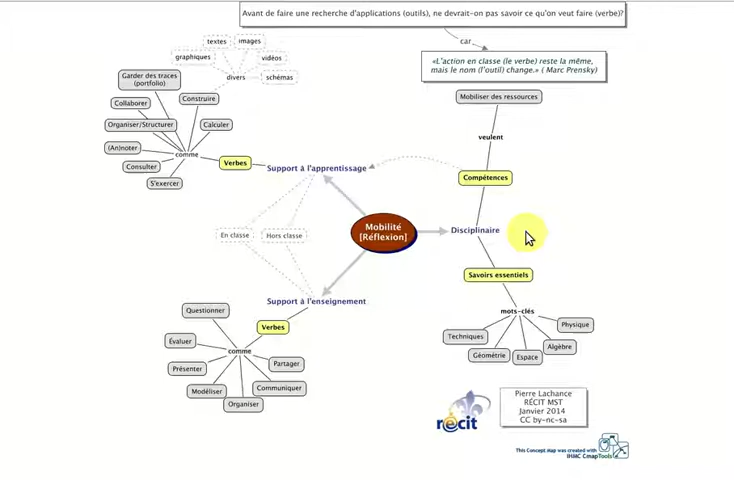 Avant de faire une recherche d'applications (outils), ne devrait-on pas savoir ce qu'on veut faire (verbe)?
car
«L'action en classe (le verbe) reste la même,
mais le nom (l'outil) change.» ( Marc Prensky)
textes
images
graphiques
vidéos
divers
schémas
Garder des traces
(portfolio)
Construire
Collaborer
Organiser/Structurer
Calculer
(An)noter
comme
Consulter
S'exercer
Verbes
Support à l'apprentissage
Mobiliser des ressources
veulent
Compétences
En classe
Hors classe
Mobilité
[Réflexion]
Disciplinaire
Savoirs essentiels
mots-clés
Techniques
Géométrie
Espace
Algèbre
Physique
Support à l'enseignement
Verbes
Questionner
Évaluer
comme
Présenter
Partager
Modéliser
Communiquer
Organiser
récit
Pierre Lachance
RÉCIT MST
Janvier 2014
CC by-nc-sa
This Concept Map was created with
IHMC CmapTools